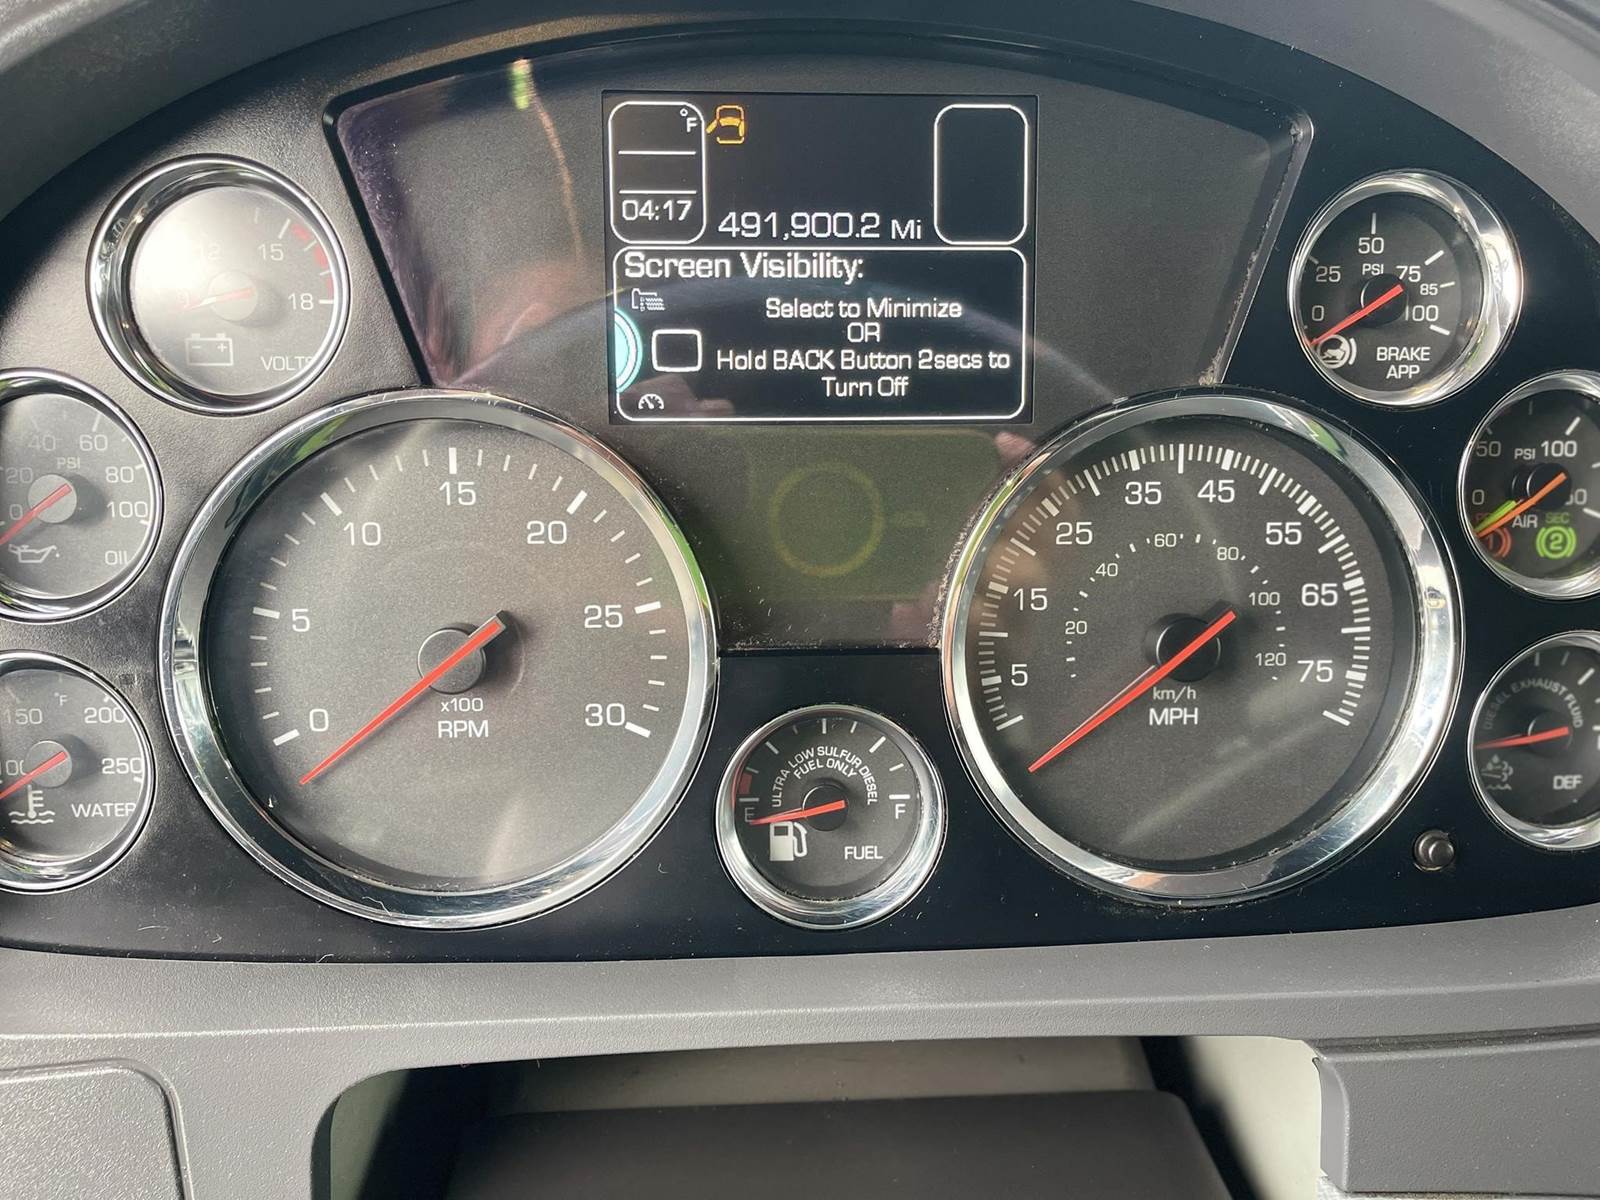 °F
04:17
491,900.2 Mi
Screen Visibility:
Select to Minimize
OR
Hold BACK Button 2secs to
Turn Off
12 15 18
VOLTS
0 20 40 60 80 100
PSI
OIL
150 200 250
°F
WATER
0 5 10 15 20 25 30
x100
RPM
ULTRA LOW SULFUR DIESEL
FUEL ONLY
E F
FUEL
5 15 25 35 45 55 65 75
20 40 60 80 100 120
km/h
MPH
0 25 50 75 85 100
PSI
BRAKE
APP
0 50 100
PSI
AIR
SEC
1 2
DIESEL EXHAUST FLUID
DEF